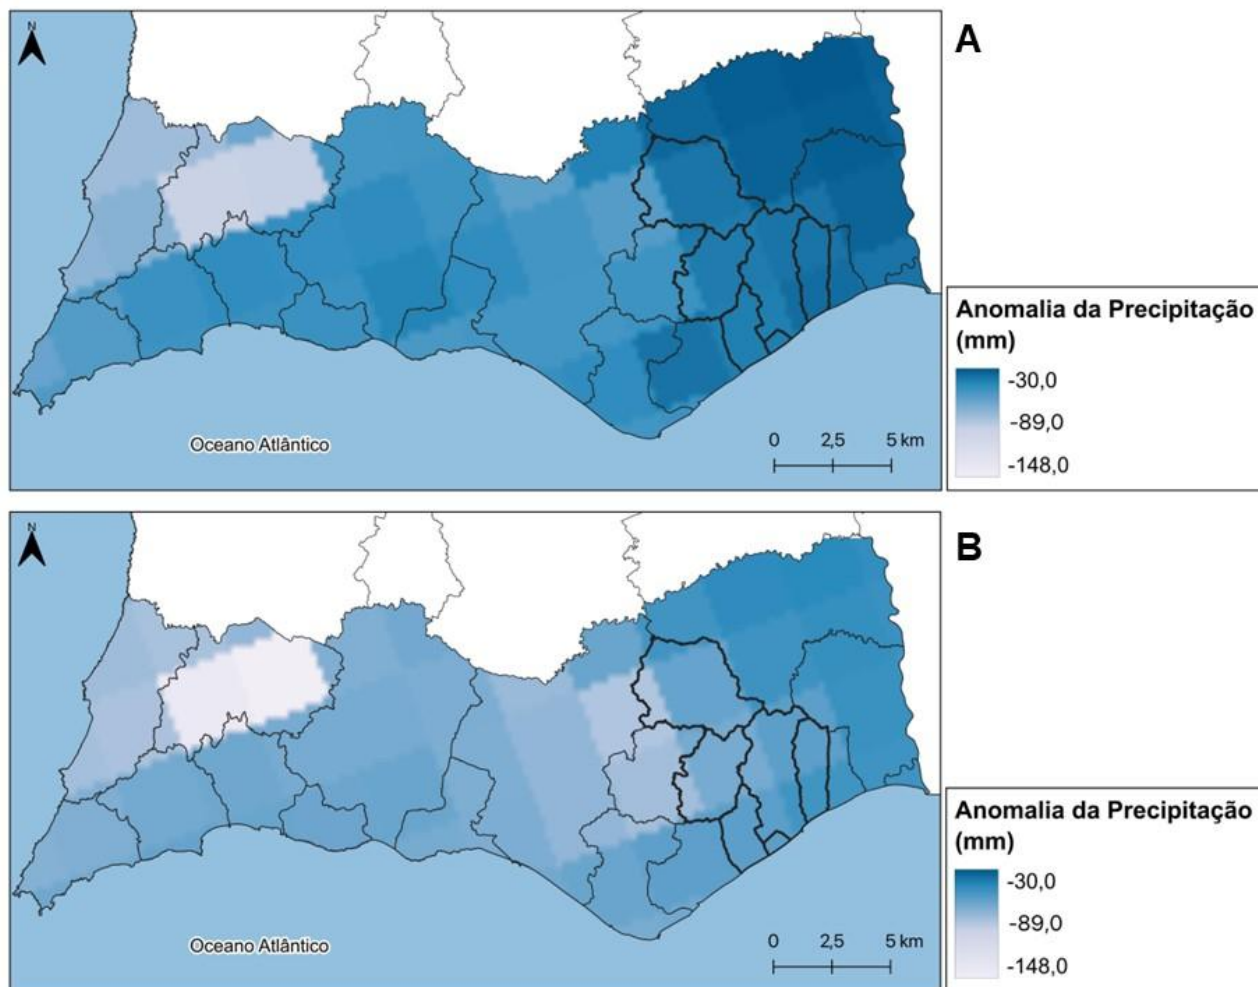 N
A
Anomalia da Precipitação
(mm)
-30,0
-89,0
-148,0
Oceano Atlântico
0 2,5 5 km
N
B
Anomalia da Precipitação
(mm)
-30,0
-89,0
-148,0
Oceano Atlântico
0 2,5 5 km